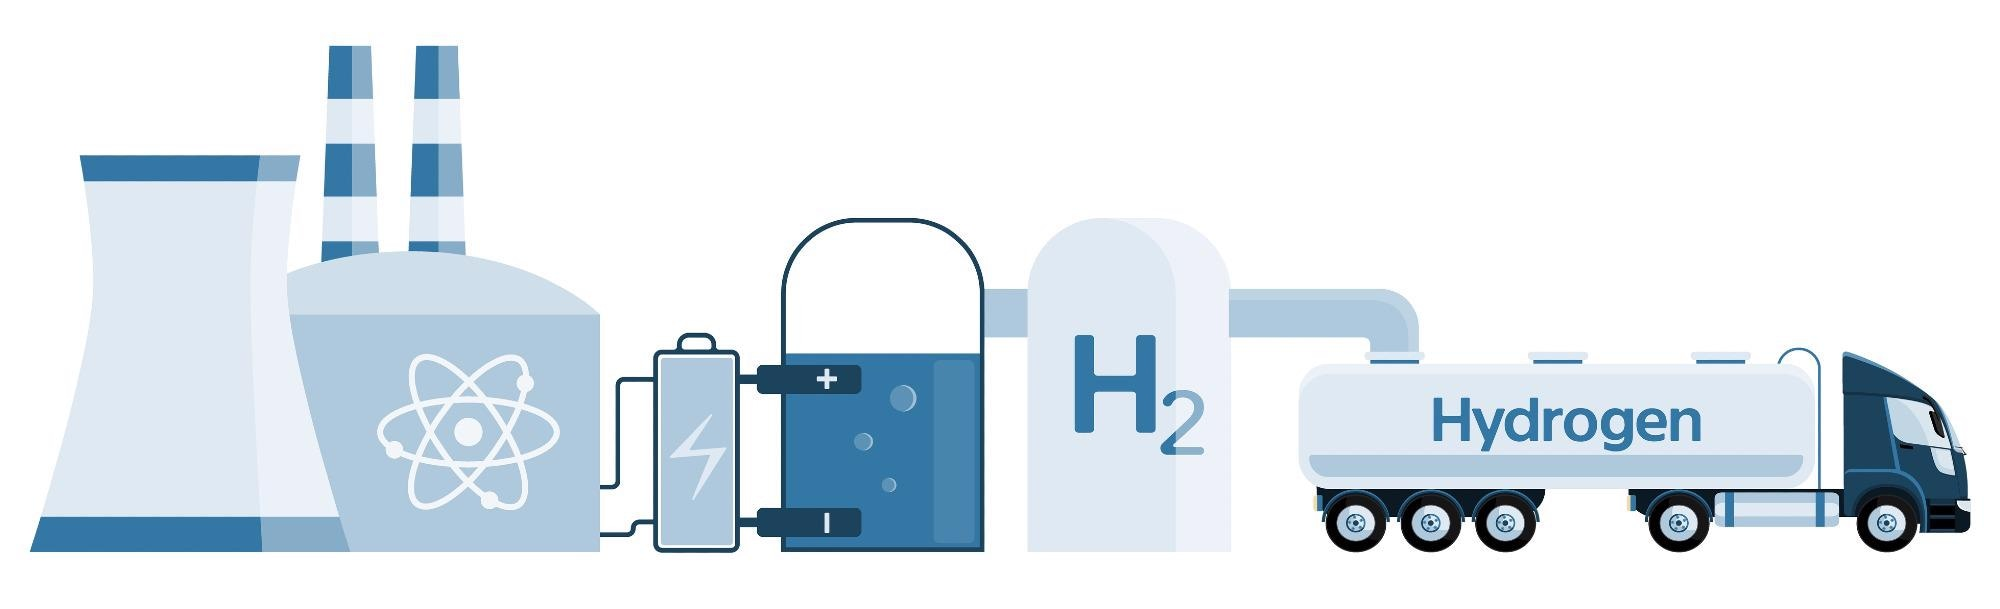 +
–
H₂
Hydrogen